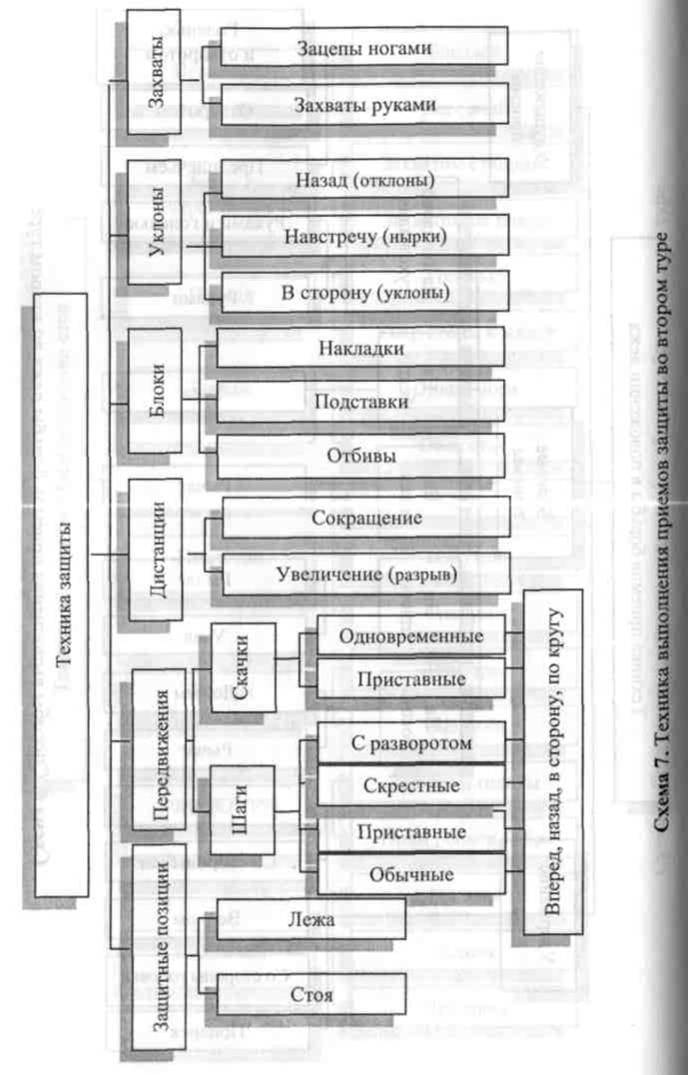 Техника защиты
Защитные позиции
Стоя
Лежа
Передвижения
Шаги
Обычные
Приставные
Скрестные
С разворотом
Скачки
Приставные
Одновременные
Вперед, назад, в сторону, по кругу
Дистанции
Увеличение (разрыв)
Сокращение
Блоки
Отбивы
Подставки
Накладки
Уклоны
В сторону (уклоны)
Навстречу (нырки)
Назад (отклоны)
Захваты
Захваты руками
Зацепы ногами
Схема 7. Техника выполнения приемов защиты во втором туре